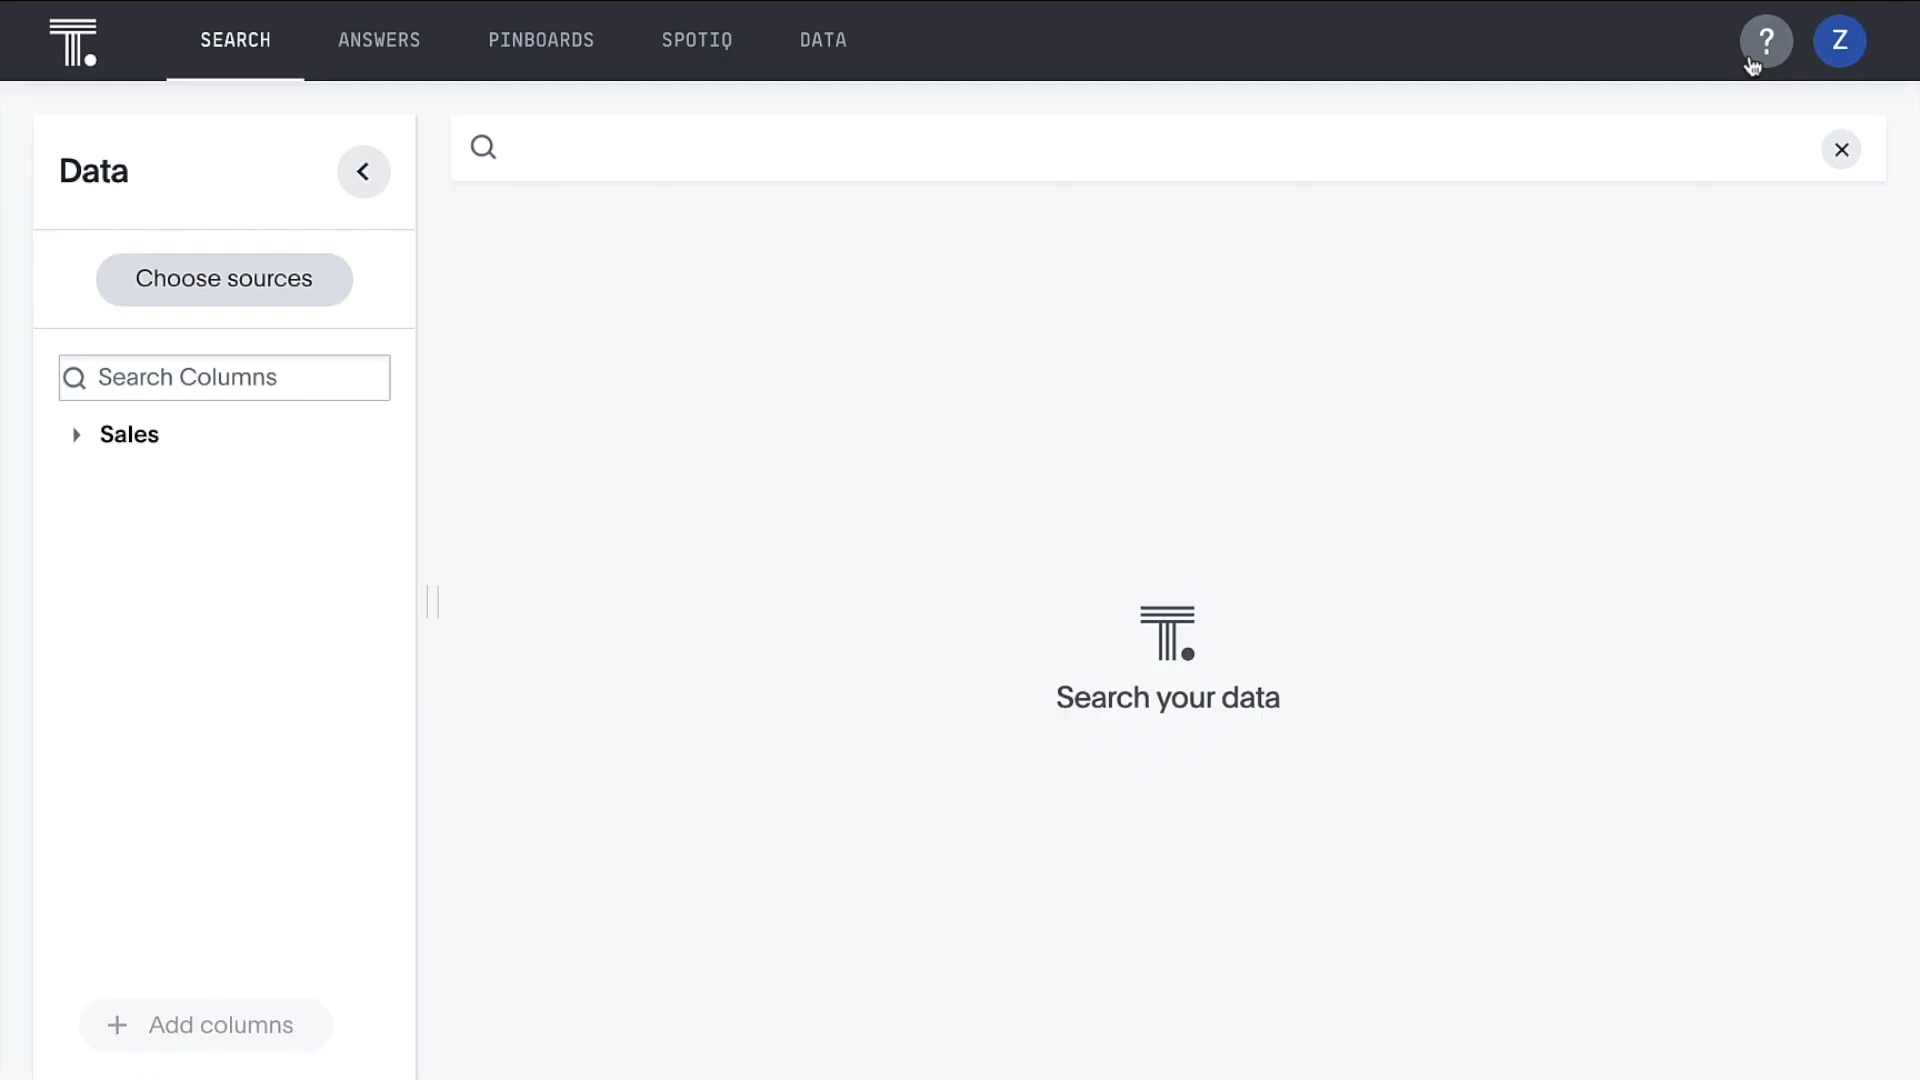 SEARCH ANSWERS PINBOARDS SPOTIQ DATA ? Z
Data
Choose sources
Search Columns
Sales
Search your data
Add columns